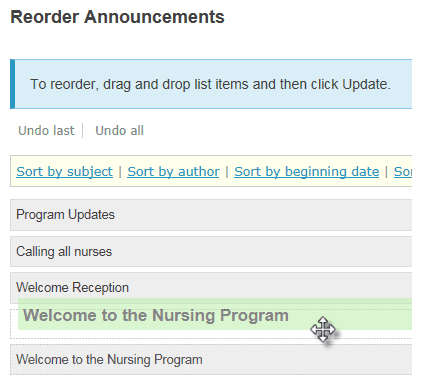 Reorder Announcements
To reorder, drag and drop list items and then click Update.
Undo last | Undo all
Sort by subject | Sort by author | Sort by beginning date | So
Program Updates
Calling all nurses
Welcome Reception
Welcome to the Nursing Program
Welcome to the Nursing Program